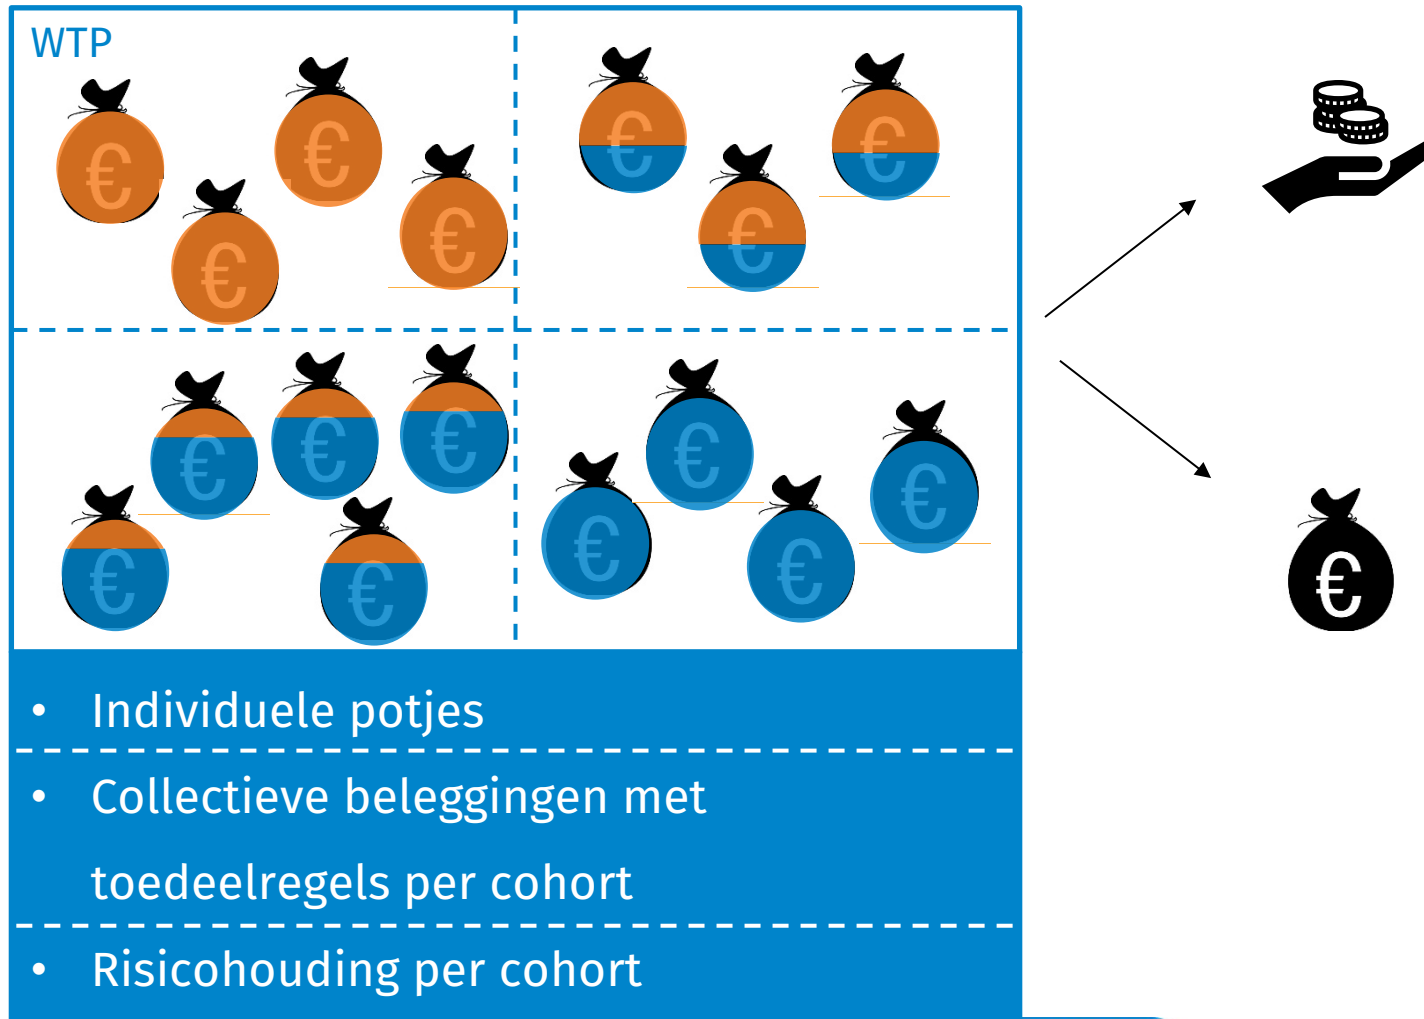 WTP
€ € € €
€ € €
€ € € € €
€ € € €
€
• Individuele potjes
• Collectieve beleggingen met
toedeelregels per cohort
• Risicohouding per cohort